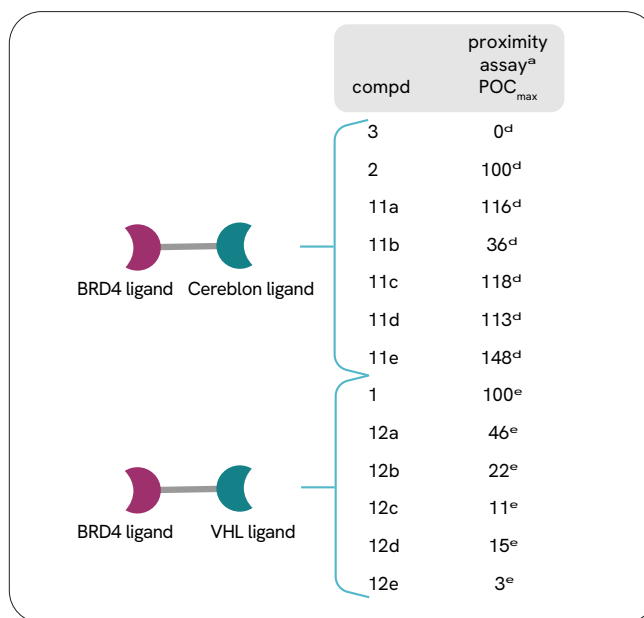 compd proximity assayᵃ POCmax
3 0ᵈ
2 100ᵈ
11a 116ᵈ
11b 36ᵈ
BRD4 ligand Cereblon ligand
11c 118ᵈ
11d 113ᵈ
11e 148ᵈ
1 100ᵉ
12a 46ᵉ
12b 22ᵉ
12c 11ᵉ
BRD4 ligand VHL ligand
12d 15ᵉ
12e 3ᵉ